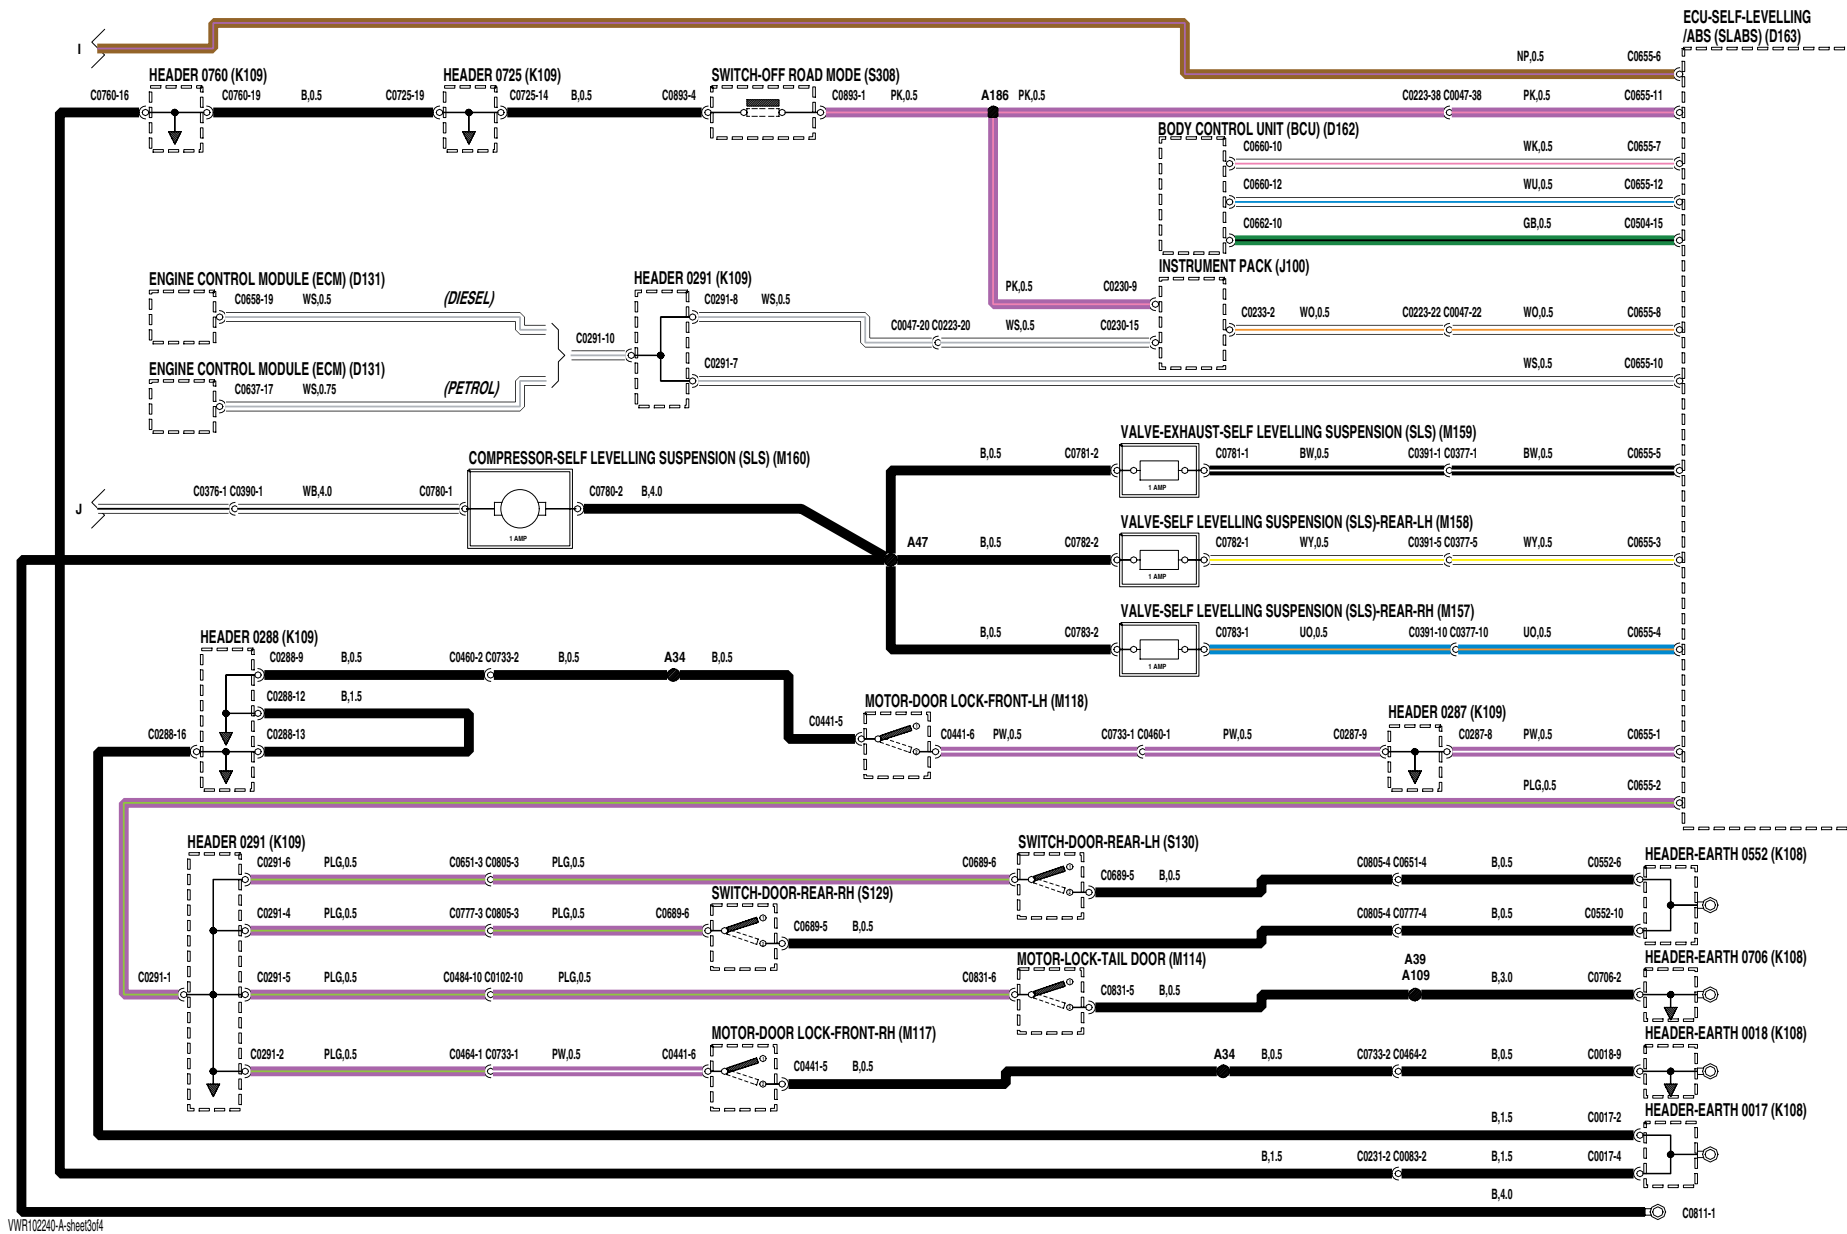 ECU-SELF-LEVELLING
/ABS (SLABS) (D163)
I
NP,0.5 C0655-6
HEADER 0760 (K109) HEADER 0725 (K109) SWITCH-OFF ROAD MODE (S308)
C0760-16 C0760-19 B,0.5 C0725-19 C0725-14 B,0.5 C0893-4 C0893-1 PK,0.5 A186 PK,0.5 C0223-38 C0047-38 PK,0.5 C0655-11
BODY CONTROL UNIT (BCU) (D162)
C0660-10 WK,0.5 C0655-7
C0660-12 WU,0.5 C0655-12
C0662-10 GB,0.5 C0504-15
INSTRUMENT PACK (J100)
ENGINE CONTROL MODULE (ECM) (D131) HEADER 0291 (K109)
PK,0.5 C0230-9
C0658-19 WS,0.5 (DIESEL) C0291-8 WS,0.5
C0233-2 WO,0.5 C0223-22 C0047-22 WO,0.5 C0655-8
C0047-20 C0223-20 WS,0.5 C0230-15
C0291-10
ENGINE CONTROL MODULE (ECM) (D131) C0291-7 WS,0.5 C0655-10
C0637-17 WS,0.75 (PETROL)
VALVE-EXHAUST-SELF LEVELLING SUSPENSION (SLS) (M159)
B,0.5 C0781-2 C0781-1 BW,0.5 C0391-1 C0377-1 BW,0.5 C0655-5
1 AMP
COMPRESSOR-SELF LEVELLING SUSPENSION (SLS) (M160)
J
C0376-1 C0390-1 WB,4.0 C0780-1 C0780-2 B,4.0
1 AMP
VALVE-SELF LEVELLING SUSPENSION (SLS)-REAR-LH (M158)
A47 B,0.5 C0782-2 C0782-1 WY,0.5 C0391-5 C0377-5 WY,0.5 C0655-3
1 AMP
VALVE-SELF LEVELLING SUSPENSION (SLS)-REAR-RH (M157)
B,0.5 C0783-2 C0783-1 UO,0.5 C0391-10 C0377-10 UO,0.5 C0655-4
1 AMP
HEADER 0288 (K109)
C0288-9 B,0.5 C0460-2 C0733-2 B,0.5 A34 B,0.5
C0288-12 B,1.5
MOTOR-DOOR LOCK-FRONT-LH (M118) HEADER 0287 (K109)
C0288-16 C0288-13 C0441-5 C0441-6 PW,0.5 C0733-1 C0460-1 PW,0.5 C0287-9 C0287-8 PW,0.5 C0655-1
PLG,0.5 C0655-2
HEADER 0291 (K109) SWITCH-DOOR-REAR-LH (S130) HEADER-EARTH 0552 (K108)
C0291-6 PLG,0.5 C0651-3 C0805-3 PLG,0.5 C0689-6 C0689-5 B,0.5 C0805-4 C0651-4 B,0.5 C0552-6
SWITCH-DOOR-REAR-RH (S129)
C0291-4 PLG,0.5 C0777-3 C0805-3 PLG,0.5 C0689-6 C0689-5 B,0.5 C0805-4 C0777-4 B,0.5 C0552-10
MOTOR-LOCK-TAIL DOOR (M114) A39 HEADER-EARTH 0706 (K108)
C0291-1 C0291-5 PLG,0.5 C0484-10 C0102-10 PLG,0.5 C0831-6 C0831-5 B,0.5 A109 B,3.0 C0706-2
MOTOR-DOOR LOCK-FRONT-RH (M117) HEADER-EARTH 0018 (K108)
C0291-2 PLG,0.5 C0464-1 C0733-1 PW,0.5 C0441-6 C0441-5 B,0.5 A34 B,0.5 C0733-2 C0464-2 B,0.5 C0018-9
HEADER-EARTH 0017 (K108)
B,1.5 C0017-2
B,1.5 C0231-2 C0083-2 B,1.5 C0017-4
B,4.0
C0811-1
VWR102240-A-sheet3of4